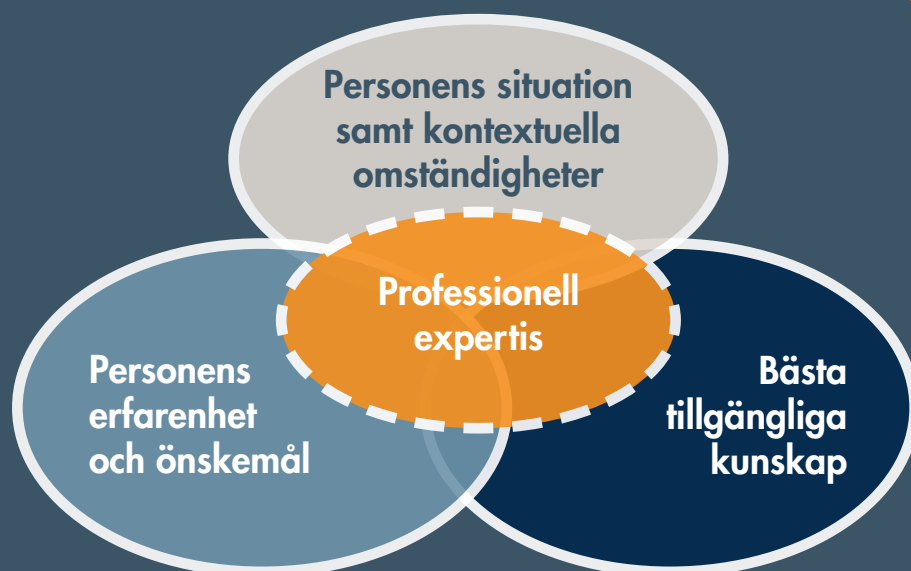 Personens situation
samt kontextuella
omständigheter
Professionell
expertis
Personens
erfarenhet
och önskemål
Bästa
tillgängliga
kunskap